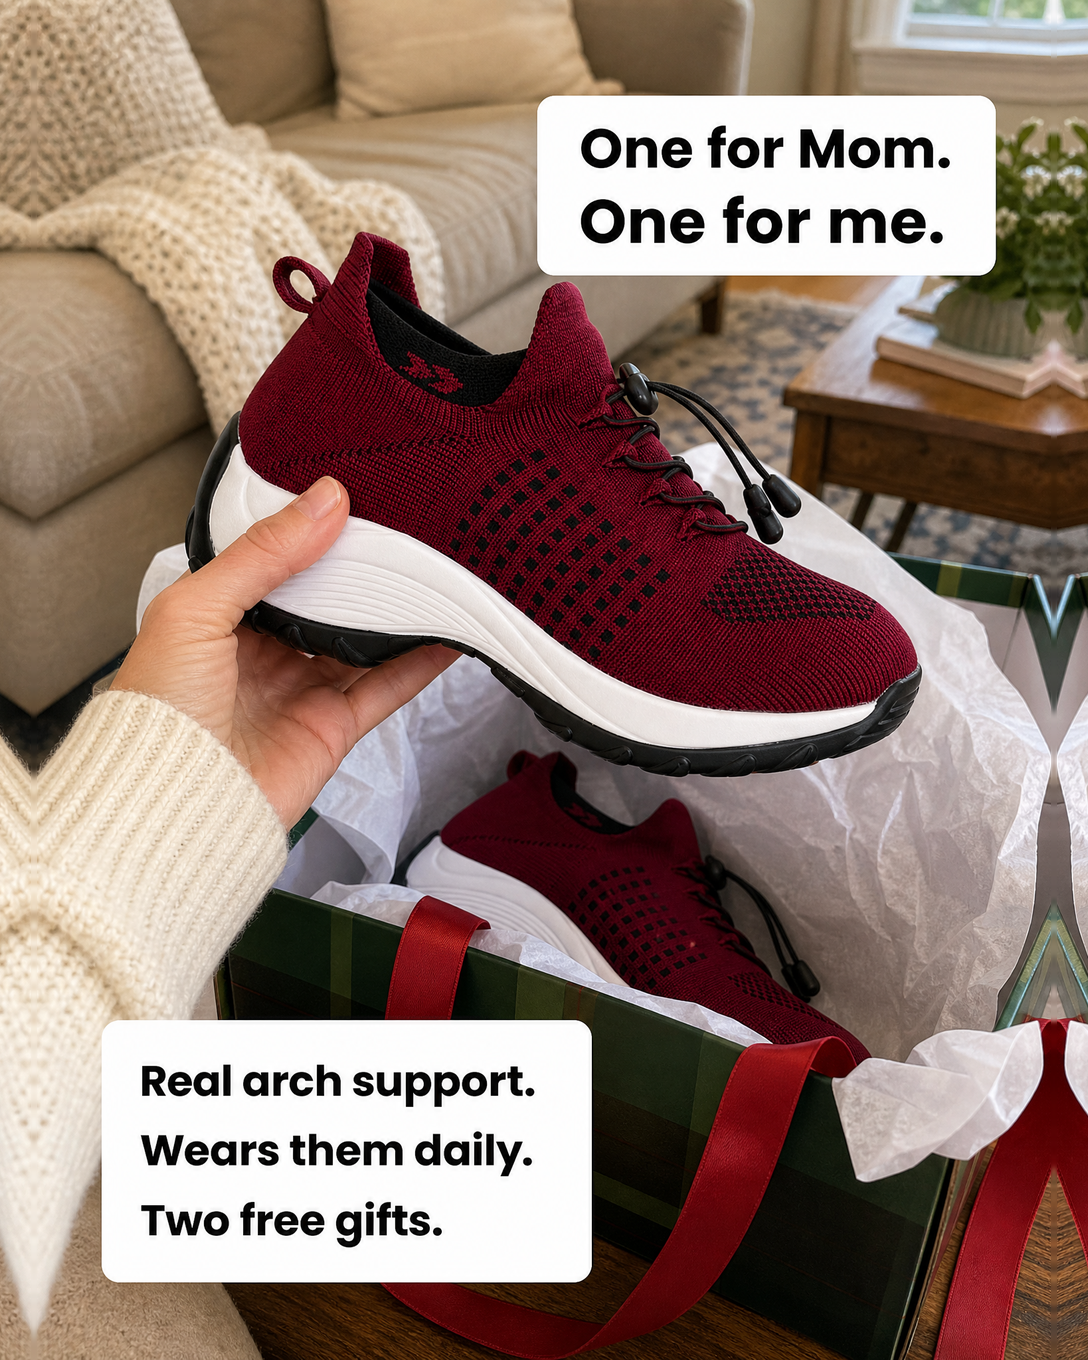 One for Mom.
One for me.
Real arch support.
Wears them daily.
Two free gifts.